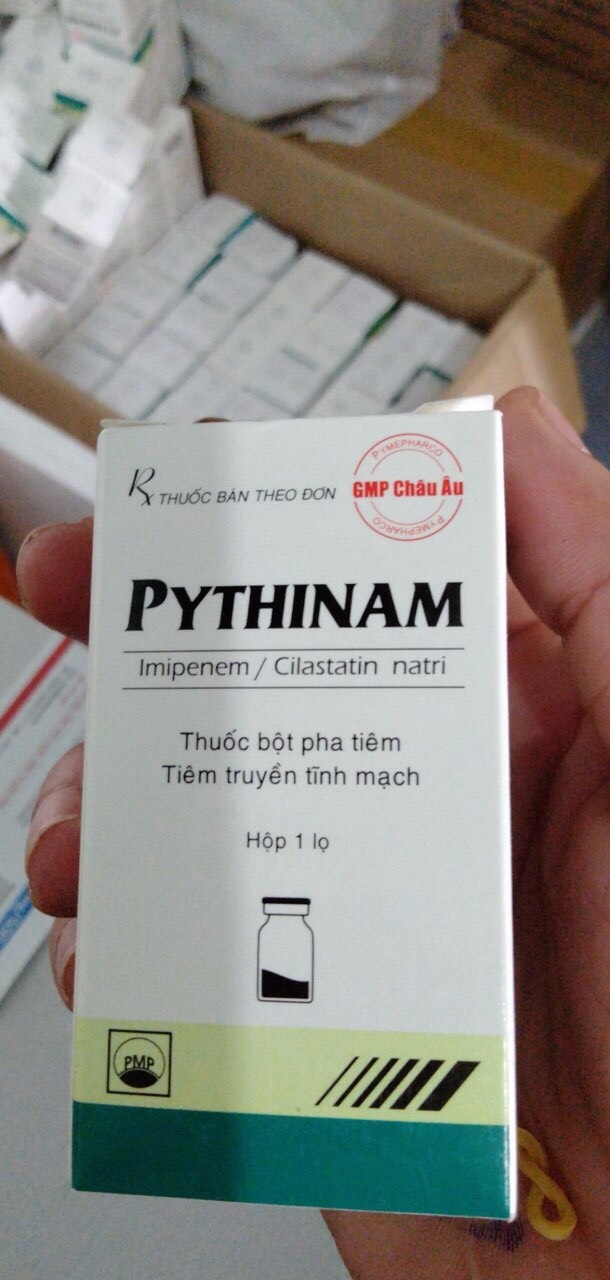 Rx THUỐC BÁN THEO ĐƠN
PYMEPHARCO
GMP Châu Âu
PYMEPHARCO
PYTHINAM
Imipenem / Cilastatin natri
Thuốc bột pha tiêm
Tiêm truyền tĩnh mạch
Hộp 1 lọ
PMP